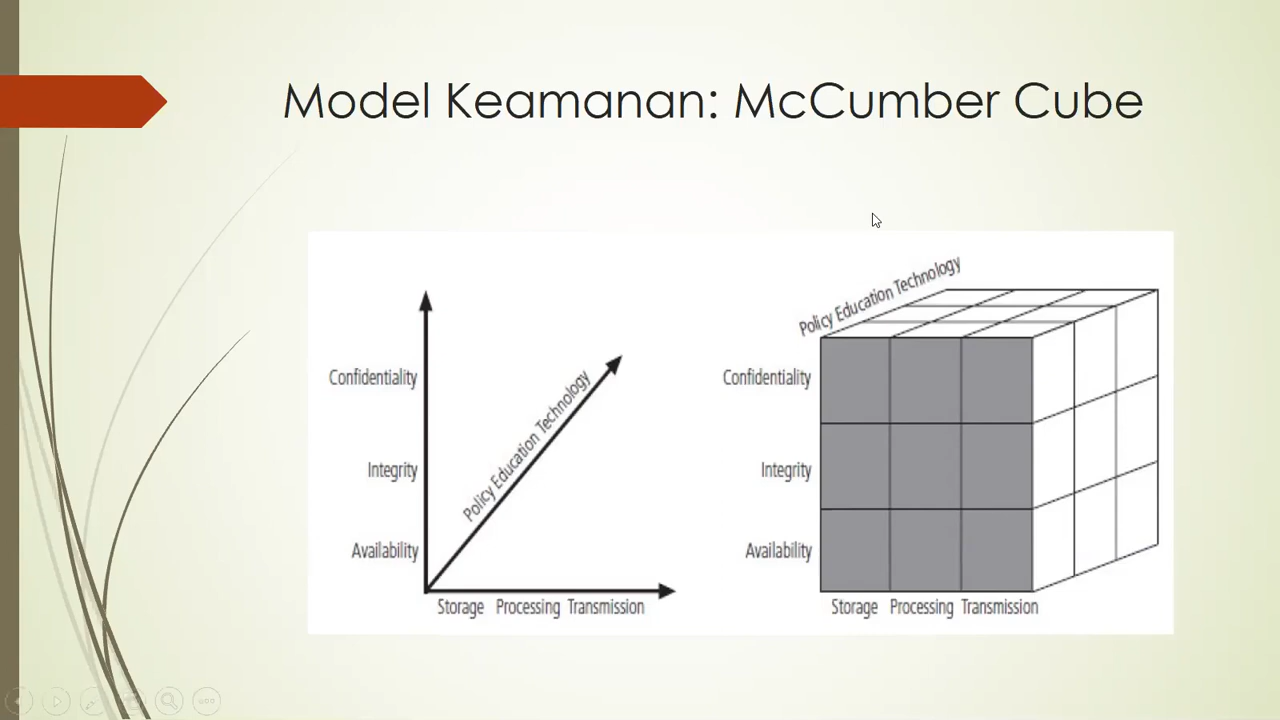 Model Keamanan: McCumber Cube
Confidentiality
Integrity
Availability
Policy Education Technology
Storage Processing Transmission
Policy Education Technology
Confidentiality
Integrity
Availability
Storage Processing Transmission